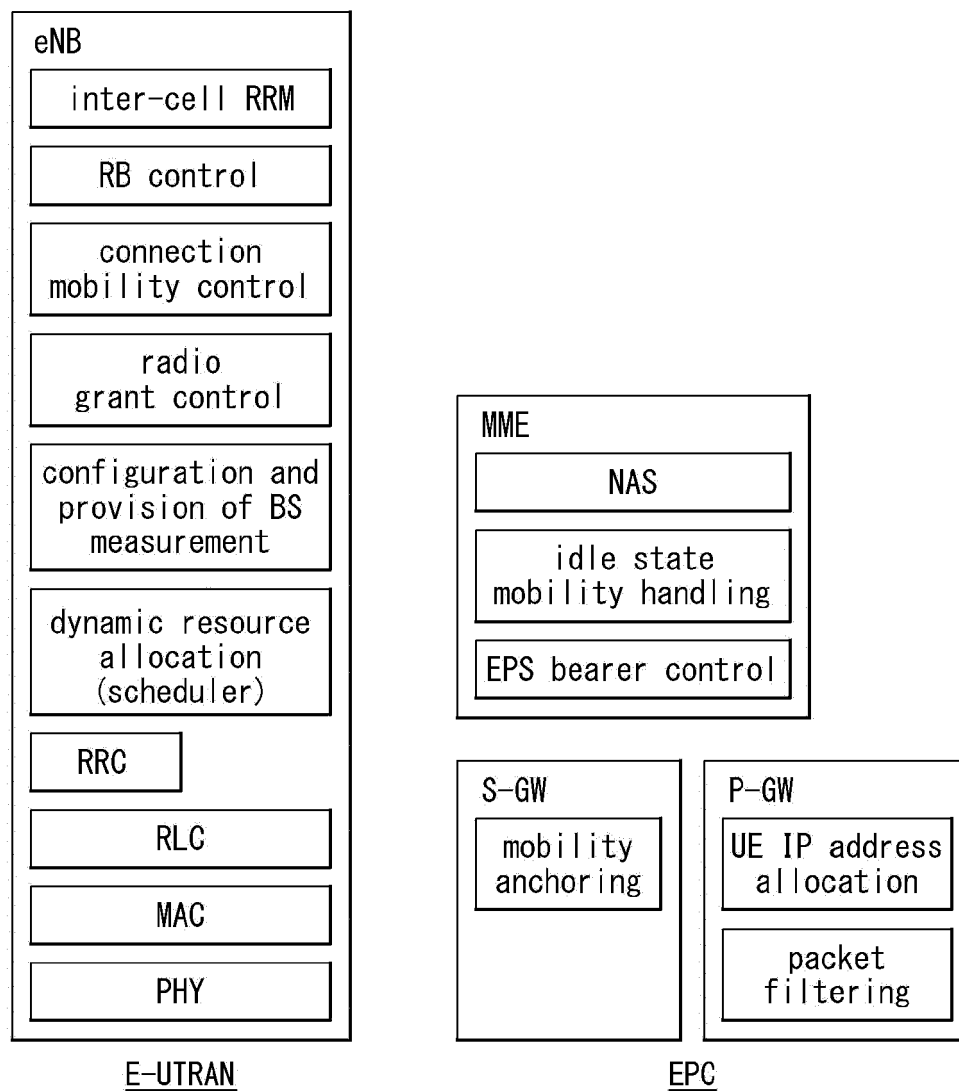 eNB
inter-cell RRM
RB control
connection
mobility control
radio
grant control
configuration and
provision of BS
measurement
dynamic resource
allocation
(scheduler)
RRC
RLC
MAC
PHY
E-UTRAN
MME
NAS
idle state
mobility handling
EPS bearer control
S-GW
mobility
anchoring
P-GW
UE IP address
allocation
packet
filtering
EPC